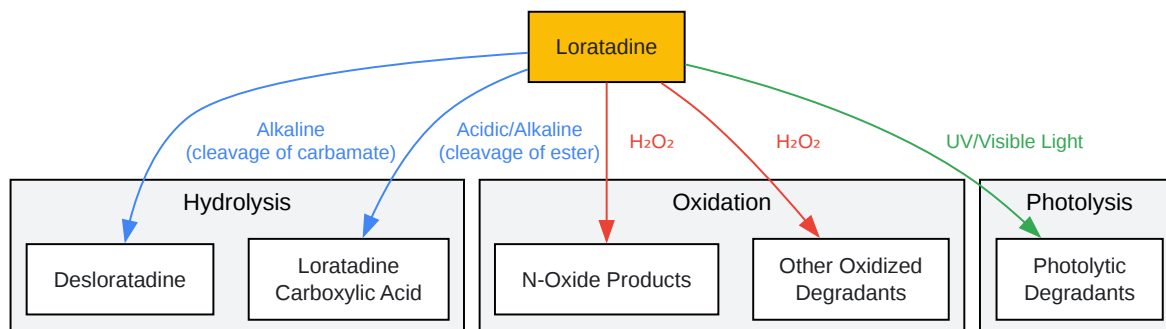 Loratadine
Alkaline
(cleavage of carbamate)
Acidic/Alkaline
(cleavage of ester)
H₂O₂
H₂O₂
UV/Visible Light
Hydrolysis
Oxidation
Photolysis
Desloratadine
Loratadine
Carboxylic Acid
N-Oxide Products
Other Oxidized
Degradants
Photolytic
Degradants